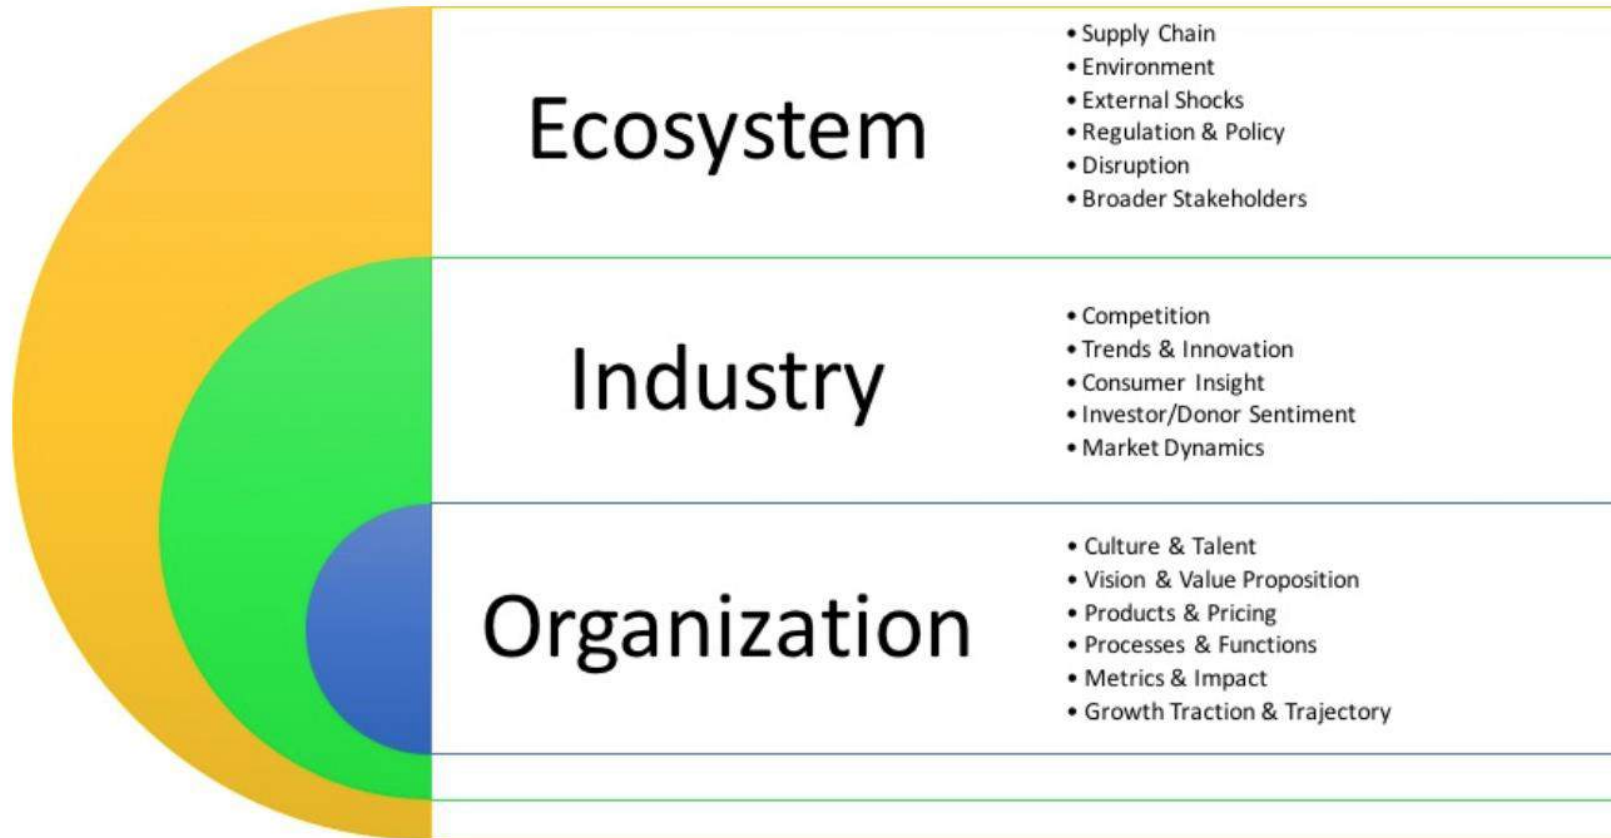 Ecosystem
• Supply Chain
• Environment
• External Shocks
• Regulation & Policy
• Disruption
• Broader Stakeholders
Industry
• Competition
• Trends & Innovation
• Consumer Insight
• Investor/Donor Sentiment
• Market Dynamics
Organization
• Culture & Talent
• Vision & Value Proposition
• Products & Pricing
• Processes & Functions
• Metrics & Impact
• Growth Traction & Trajectory